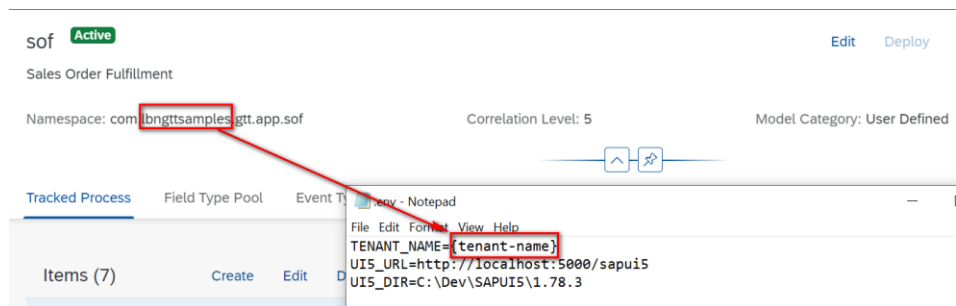 sof Active
Edit Deploy
Sales Order Fulfillment
Namespace: com.lbngttsamples.gtt.app.sof
Correlation Level: 5
Model Category: User Defined
Tracked Process Field Type Pool Event Ty
.env - Notepad
File Edit Format View Help
TENANT_NAME={tenant-name}
UI5_URL=http://localhost:5000/sapui5
UI5_DIR=C:\Dev\SAPUI5\1.78.3
Items (7) Create Edit D